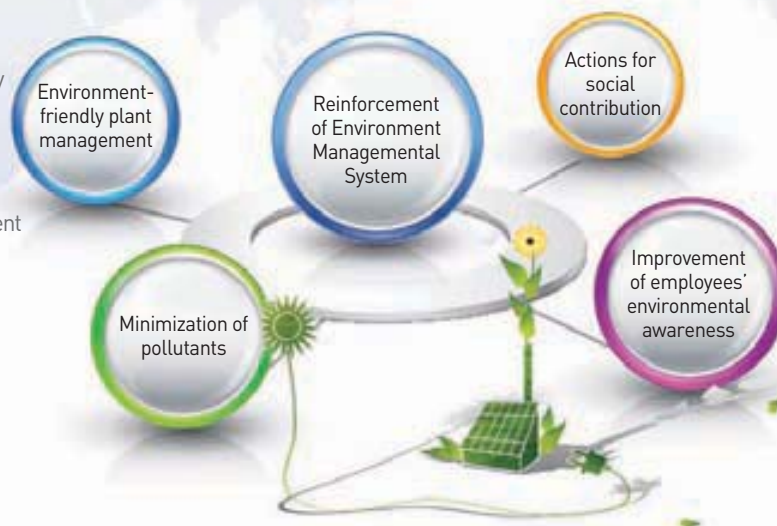 Environment-
friendly plant
management
Reinforcement
of Environment
Managemental
System
Actions for
social
contribution
Minimization of
pollutants
Improvement
of employees’
environmental
awareness